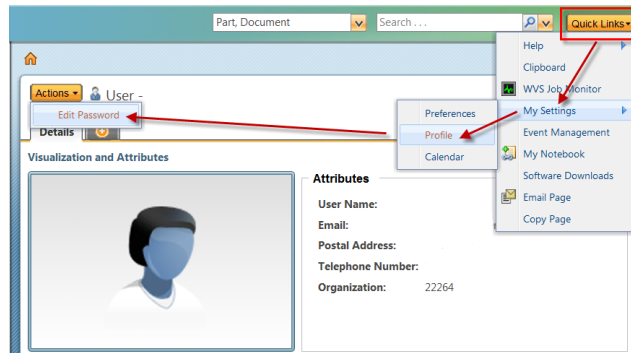 Part, Document
Search . . .
Quick Links
Help
Clipboard
WVS Job Monitor
My Settings
Event Management
My Notebook
Software Downloads
Email Page
Copy Page
Preferences
Profile
Calendar
Actions
User -
Edit Password
Details
Visualization and Attributes
Attributes
User Name:
Email:
Postal Address:
Telephone Number:
Organization: 22264